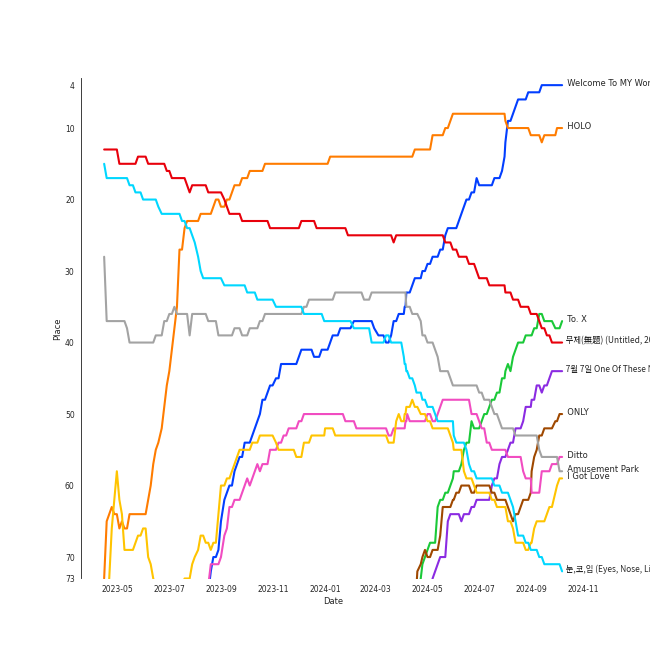 4
Welcome To MY
10
HOLO
20
30
To. X
40
무제(無題) (Untitled,
7월 7일 One Of These
Place
50
ONLY
Ditto
Amusement Park
60
I Got Love
70
눈,코,입 (Eyes, Nose,
73
2023-05 2023-07 2023-09 2023-11 2024-01 2024-03 2024-05 2024-07 2024-09 2024-11
Date